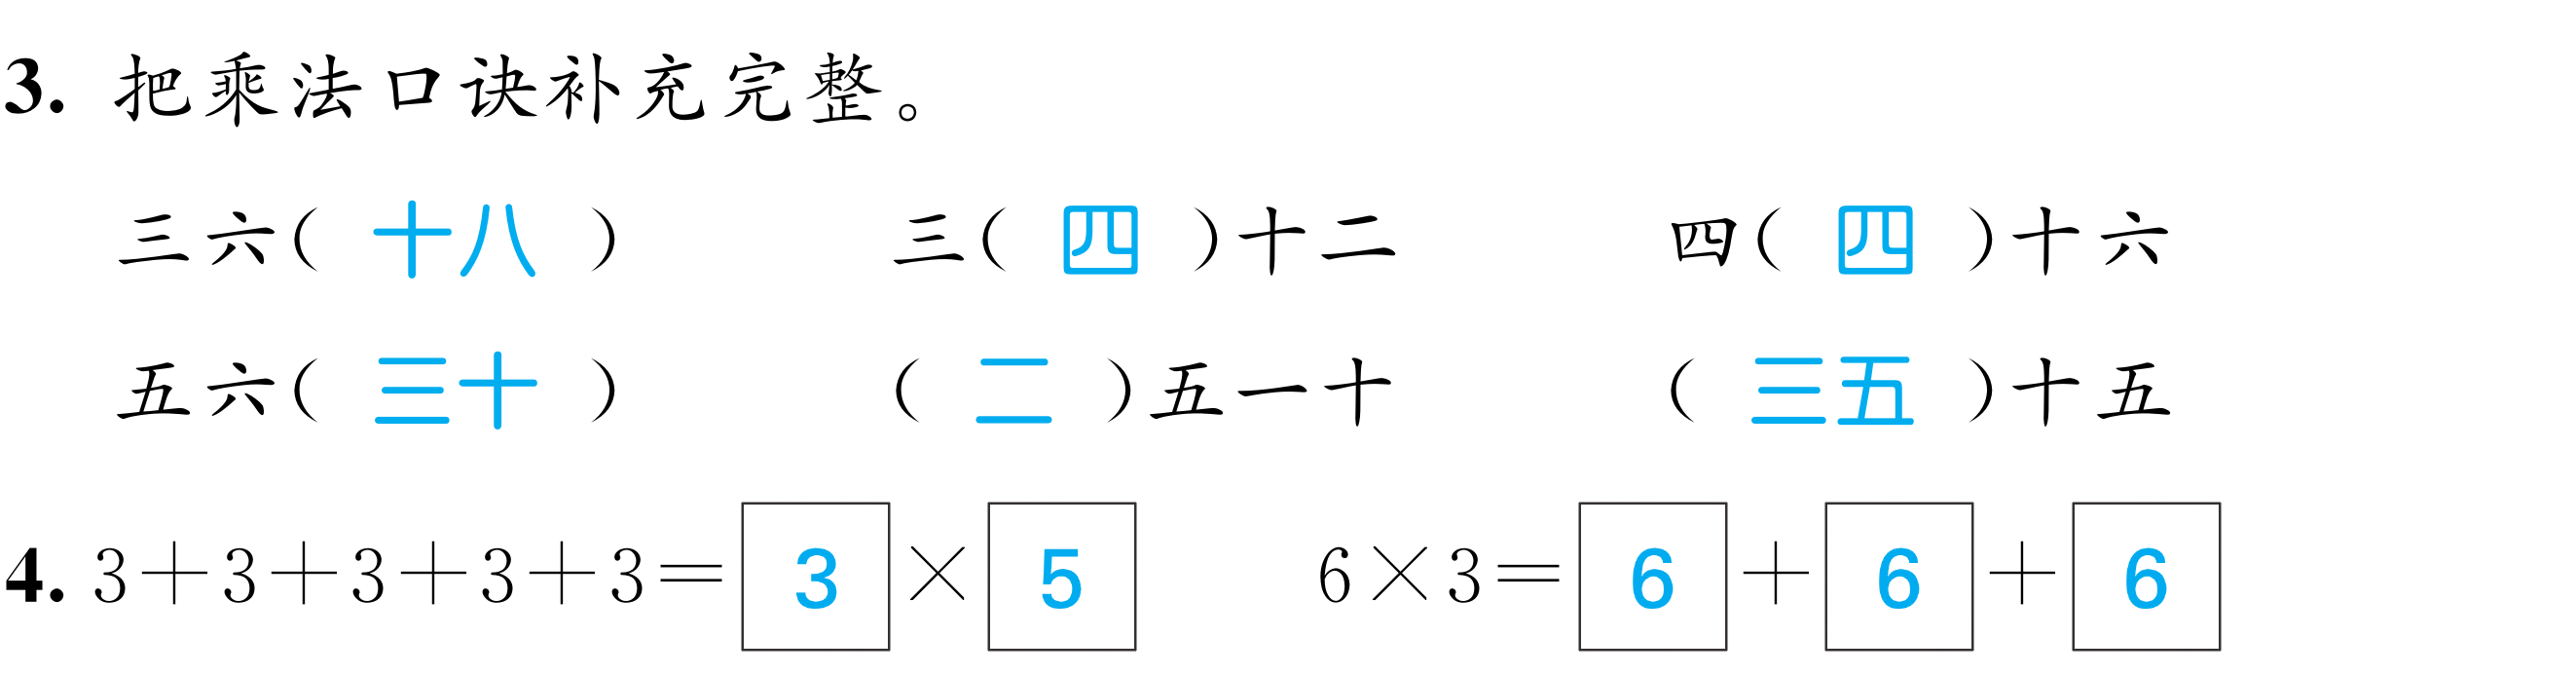 3. 把乘法口诀补充完整。
三六( 十八 ) 三( 四 )十二 四( 四 )十六
五六( 三十 ) ( 二 )五一十 ( 三五 )十五
4. 3+3+3+3+3=3×5 6×3=6+6+6